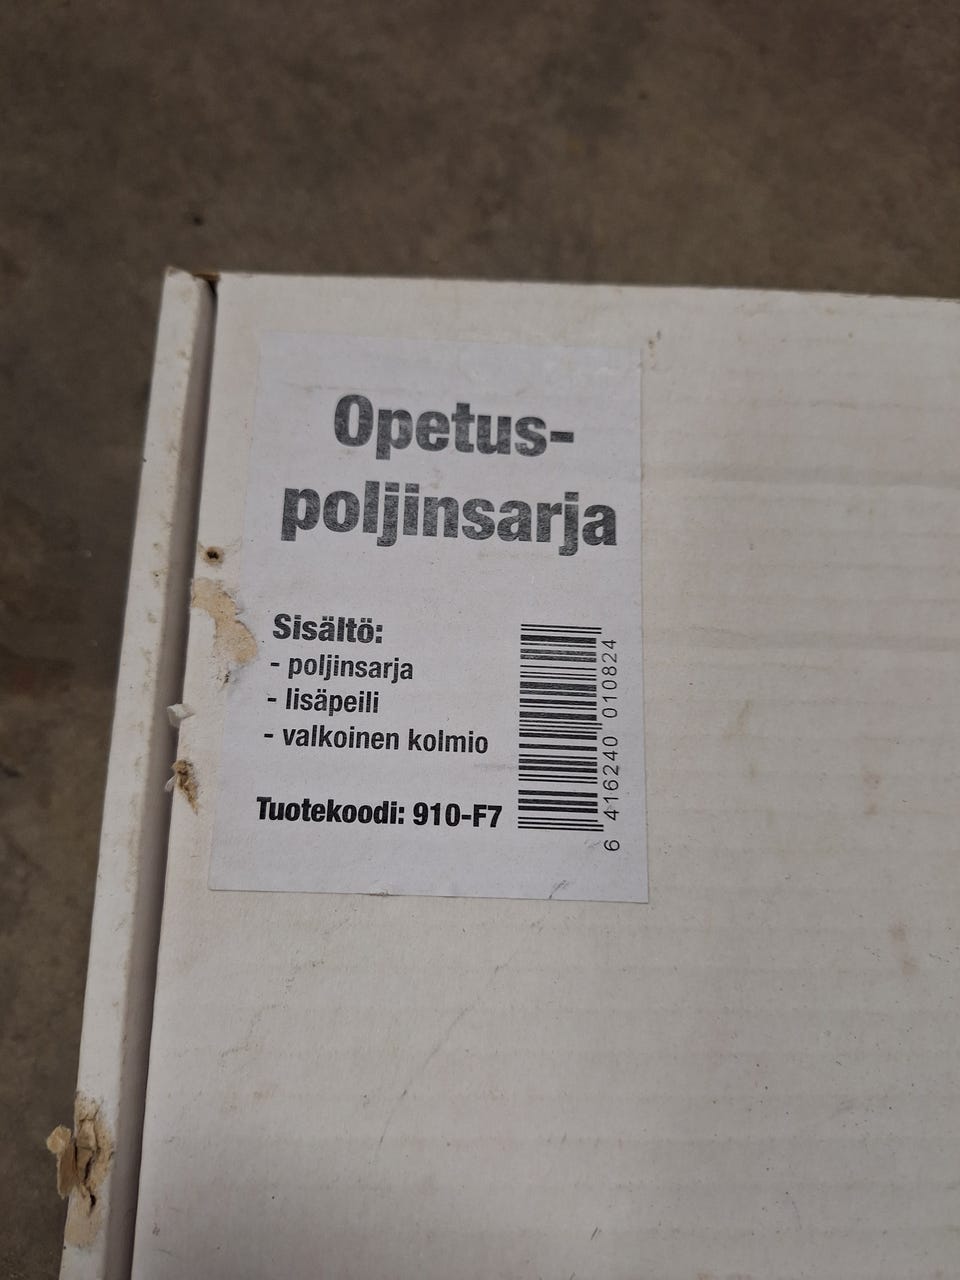 Opetus-
poljinsarja
Sisältö:
- poljinsarja
- lisäpeili
- valkoinen kolmio
Tuotekoodi: 910-F7
6 416240 010824